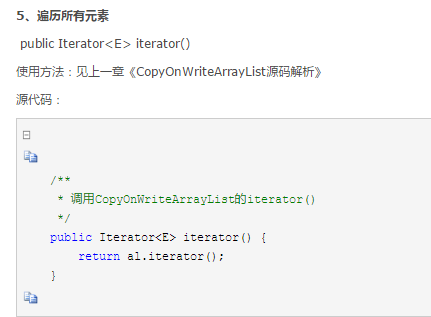 5、遍历所有元素
public Iterator<E> iterator()
使用方法：见上一章《CopyOnWriteArrayList源码解析》
源代码：
/**
 * 调用CopyOnWriteArrayList的iterator()
 */
public Iterator<E> iterator() {
    return al.iterator();
}